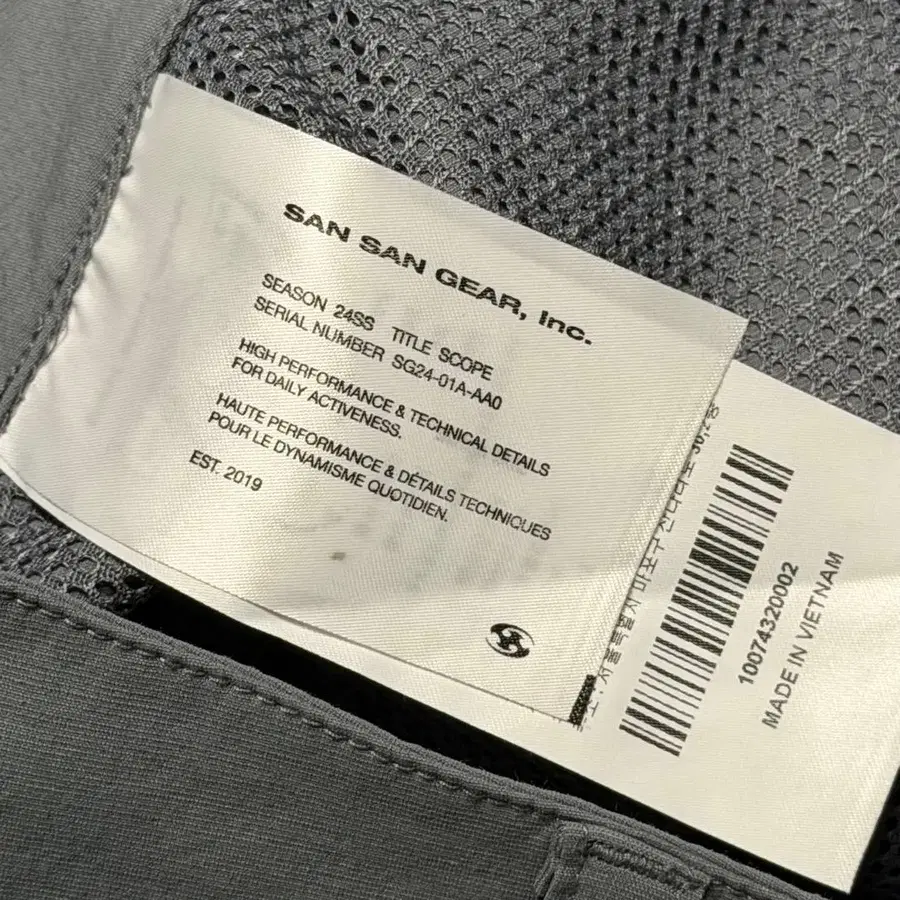 SAN SAN GEAR, Inc.
SEASON 24SS TITLE SCOPE
SERIAL NUMBER SG24-01A-AA0
HIGH PERFORMANCE & TECHNICAL DETAILS
FOR DAILY ACTIVENESS.
HAUTE PERFORMANCE & DÉTAILS TECHNIQUES
POUR LE DYNAMISME QUOTIDIEN.
EST. 2019
10074320002
MADE IN VIETNAM